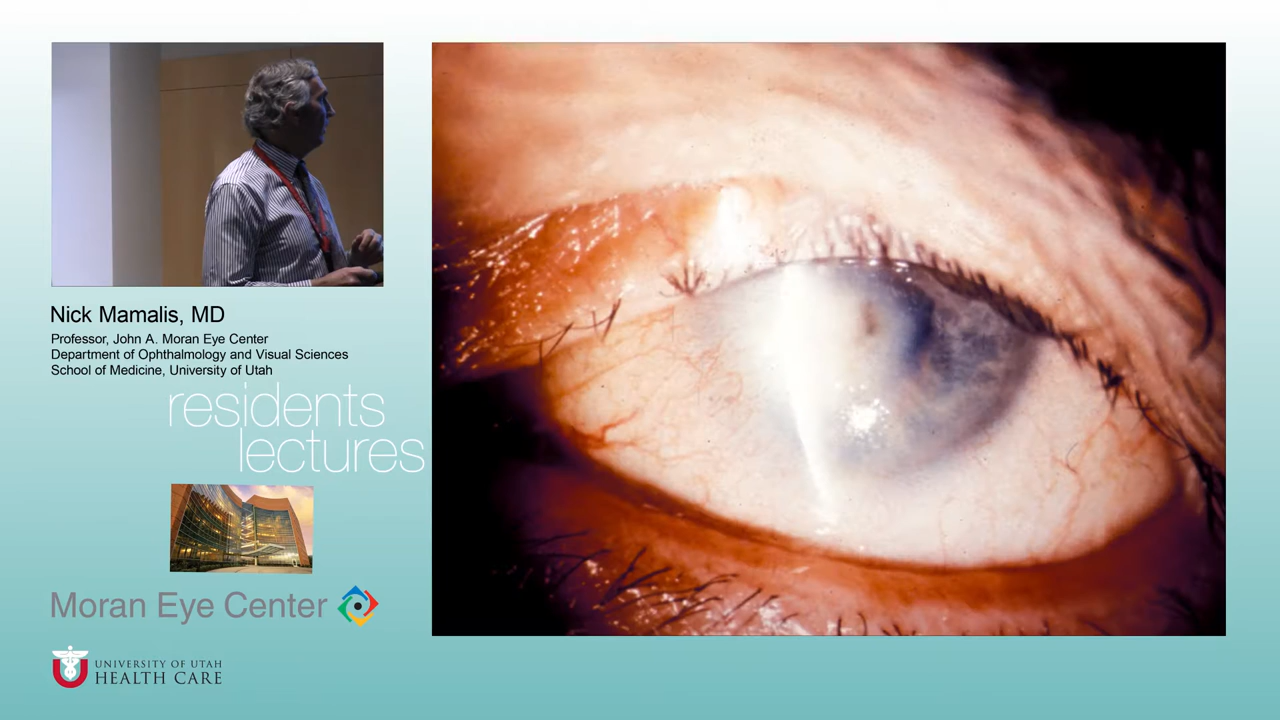 Nick Mamalis, MD
Professor, John A. Moran Eye Center
Department of Ophthalmology and Visual Sciences
School of Medicine, University of Utah
residents
lectures
Moran Eye Center
UNIVERSITY OF UTAH
HEALTH CARE